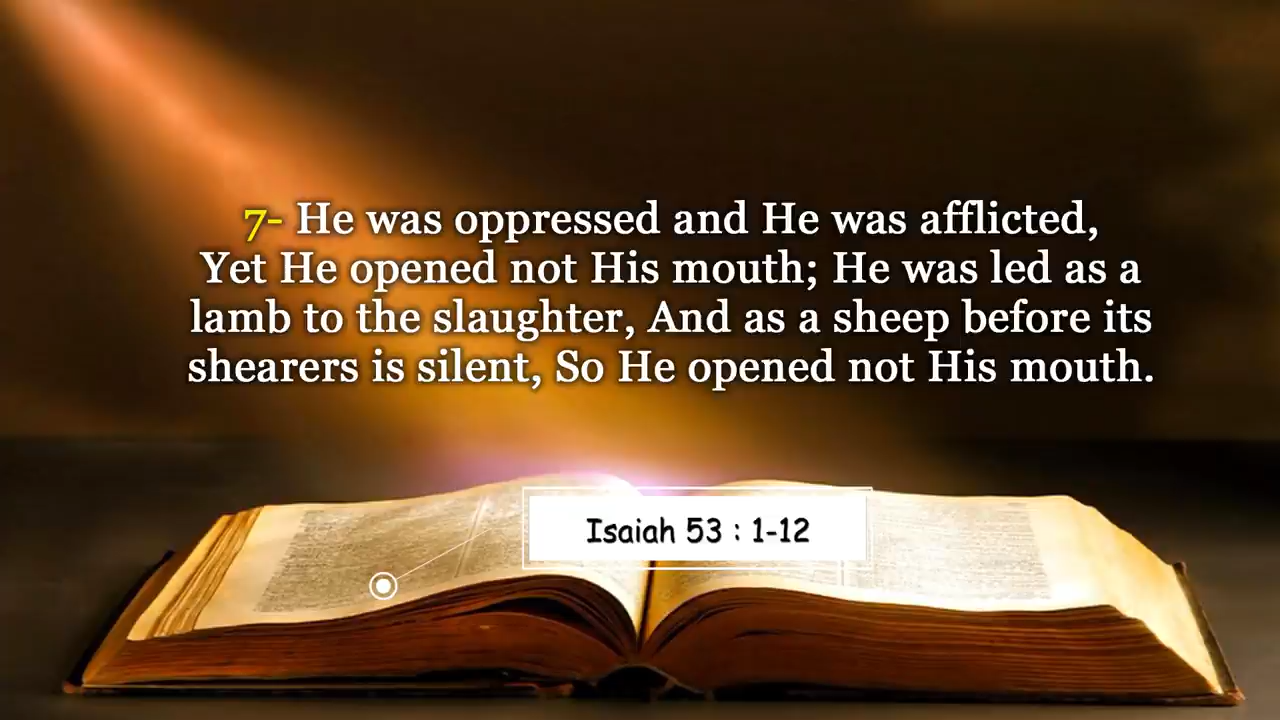 7- He was oppressed and He was afflicted,
Yet He opened not His mouth; He was led as a
lamb to the slaughter, And as a sheep before its
shearers is silent, So He opened not His mouth.
Isaiah 53 : 1-12